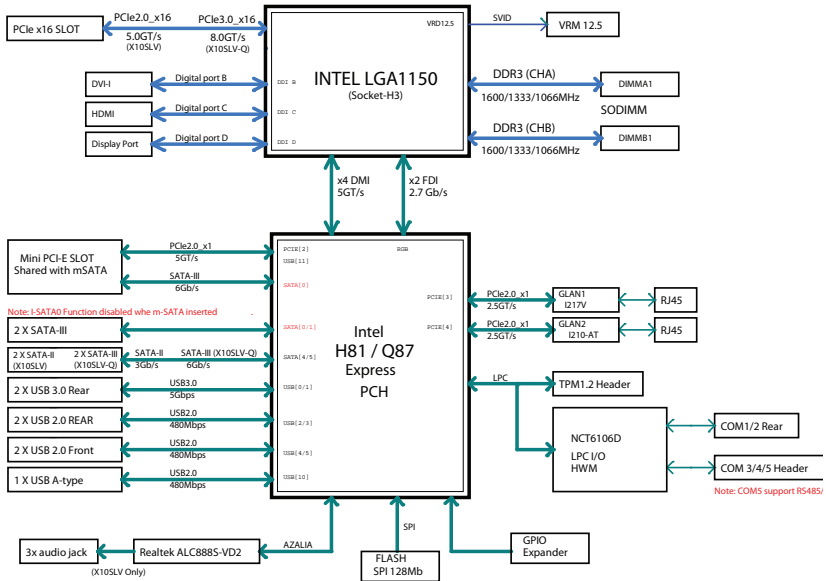 PCIe x16 SLOT
PCIe2.0_x16
5.0GT/s
(X10SLV)
PCIe3.0_x16
8.0GT/s
(X10SLV-Q)
VRD12.5
SVID
VRM 12.5
INTEL LGA1150
(Socket-H3)
DVI-I
Digital port B
DDI B
HDMI
Digital port C
DDI C
Display Port
Digital port D
DDI D
DDR3 (CHA)
1600/1333/1066MHz
DIMMA1
SODIMM
DDR3 (CHB)
1600/1333/1066MHz
DIMMB1
x4 DMI
5GT/s
x2 FDI
2.7 Gb/s
Mini PCI-E SLOT
Shared with mSATA
PCIe2.0_x1
5GT/s
SATA-III
6Gb/s
PCIE[2]
USB[11]
RGB
SATA[0]
Note: I-SATA0 Function disabled whe m-SATA inserted .
2 X SATA-III
SATA[0/1]
2 X SATA-II
(X10SLV)
2 X SATA-III
(X10SLV-Q)
SATA-II
3Gb/s
SATA-III (X10SLV-Q)
6Gb/s
SATA[4/5]
2 X USB 3.0 Rear
USB3.0
5Gbps
USB[0/1]
2 X USB 2.0 REAR
USB2.0
480Mbps
USB[2/3]
2 X USB 2.0 Front
USB2.0
480Mbps
USB[4/5]
1 X USB A-type
USB2.0
480Mbps
USB[10]
Intel
H81 / Q87
Express
PCH
PCIE[3]
PCIe2.0_x1
2.5GT/s
GLAN1
I217V
RJ45
PCIE[4]
PCIe2.0_x1
2.5GT/s
GLAN2
I210-AT
RJ45
LPC
TPM1.2 Header
NCT6106D
LPC I/O
HWM
COM1/2 Rear
COM 3/4/5 Header
Note: COM5 support RS485/
3x audio jack
(X10SLV Only)
Realtek ALC888S-VD2
AZALIA
SPI
FLASH
SPI 128Mb
GPIO
Expander